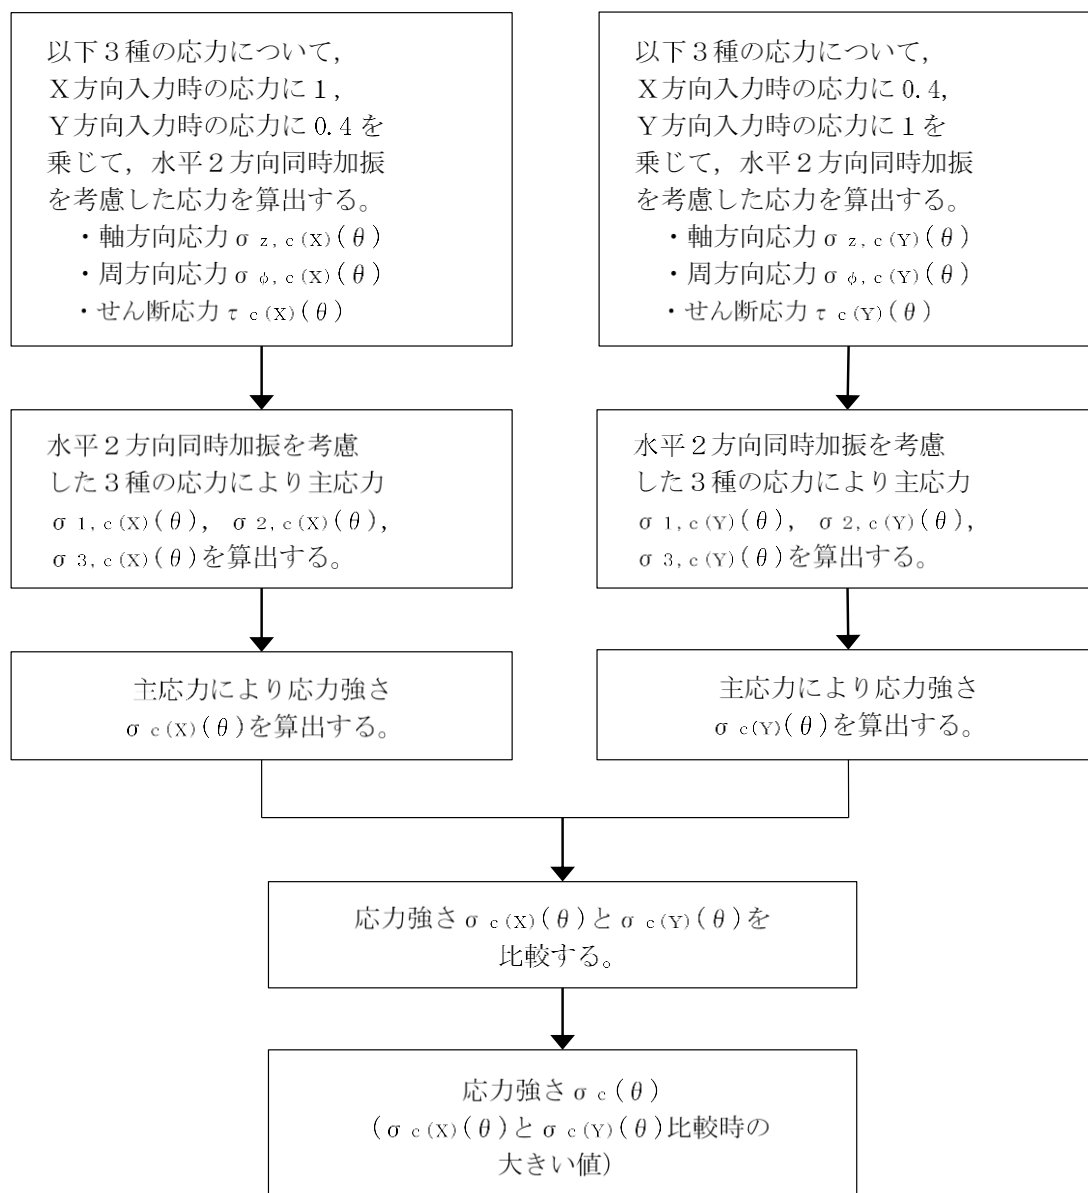 以下３種の応力について，
Ｘ方向入力時の応力に 1，
Ｙ方向入力時の応力に 0.4 を
乗じて，水平２方向同時加振
を考慮した応力を算出する。
・軸方向応力σz,c(X)(θ)
・周方向応力σφ,c(X)(θ)
・せん断応力τc(X)(θ)
以下３種の応力について，
Ｘ方向入力時の応力に 0.4，
Ｙ方向入力時の応力に 1 を
乗じて，水平２方向同時加振
を考慮した応力を算出する。
・軸方向応力σz,c(Y)(θ)
・周方向応力σφ,c(Y)(θ)
・せん断応力τc(Y)(θ)
水平２方向同時加振を考慮
した３種の応力により主応力
σ1,c(X)(θ)，σ2,c(X)(θ)，
σ3,c(X)(θ)を算出する。
水平２方向同時加振を考慮
した３種の応力により主応力
σ1,c(Y)(θ)，σ2,c(Y)(θ)，
σ3,c(Y)(θ)を算出する。
主応力により応力強さ
σc(X)(θ)を算出する。
主応力により応力強さ
σc(Y)(θ)を算出する。
応力強さσc(X)(θ)とσc(Y)(θ)を
比較する。
応力強さσc(θ)
（σc(X)(θ)とσc(Y)(θ)比較時の
大きい値）